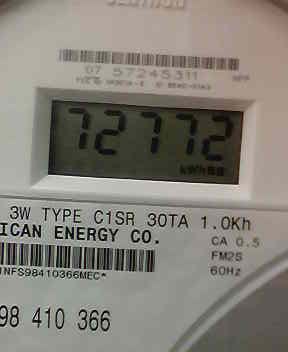 07 57245311
72772
kWh
3W TYPE C1SR 30TA 1.0Kh
ICAN ENERGY CO.
CA 0.5
FM2S
60Hz
INFS98410366MEC*
98 410 366